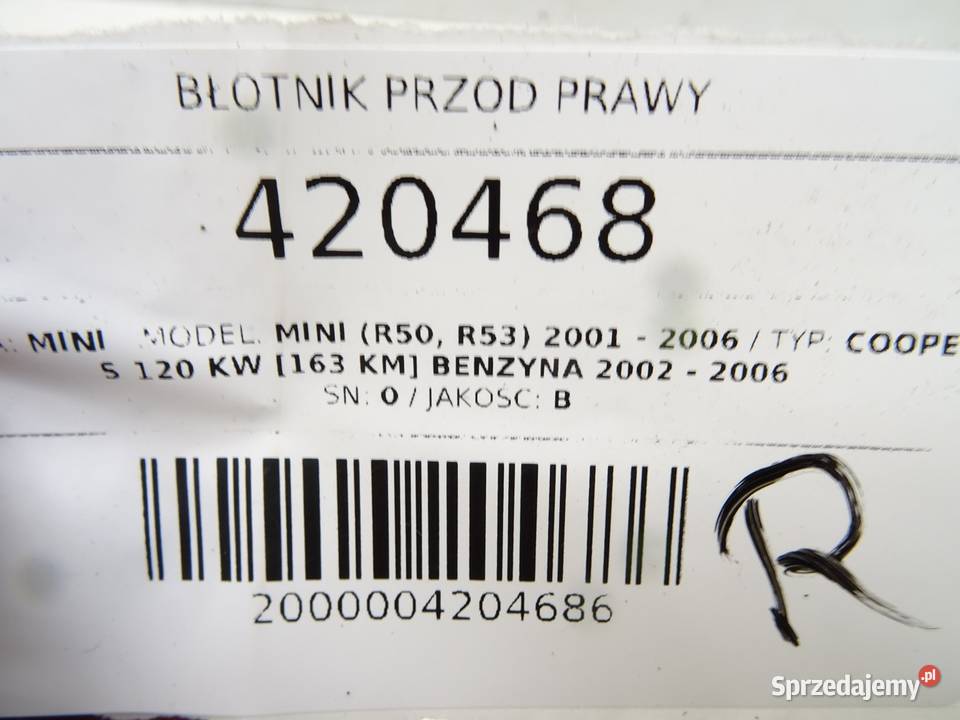 BŁOTNIK PRZOD PRAWY
420468
A: MINI MODEL: MINI (R50, R53) 2001 - 2006 / TYP: COOPE
S 120 KW [163 KM] BENZYNA 2002 - 2006
SN: 0 / JAKOŚC: B
2000004204686
R
Sprzedajemy.pl